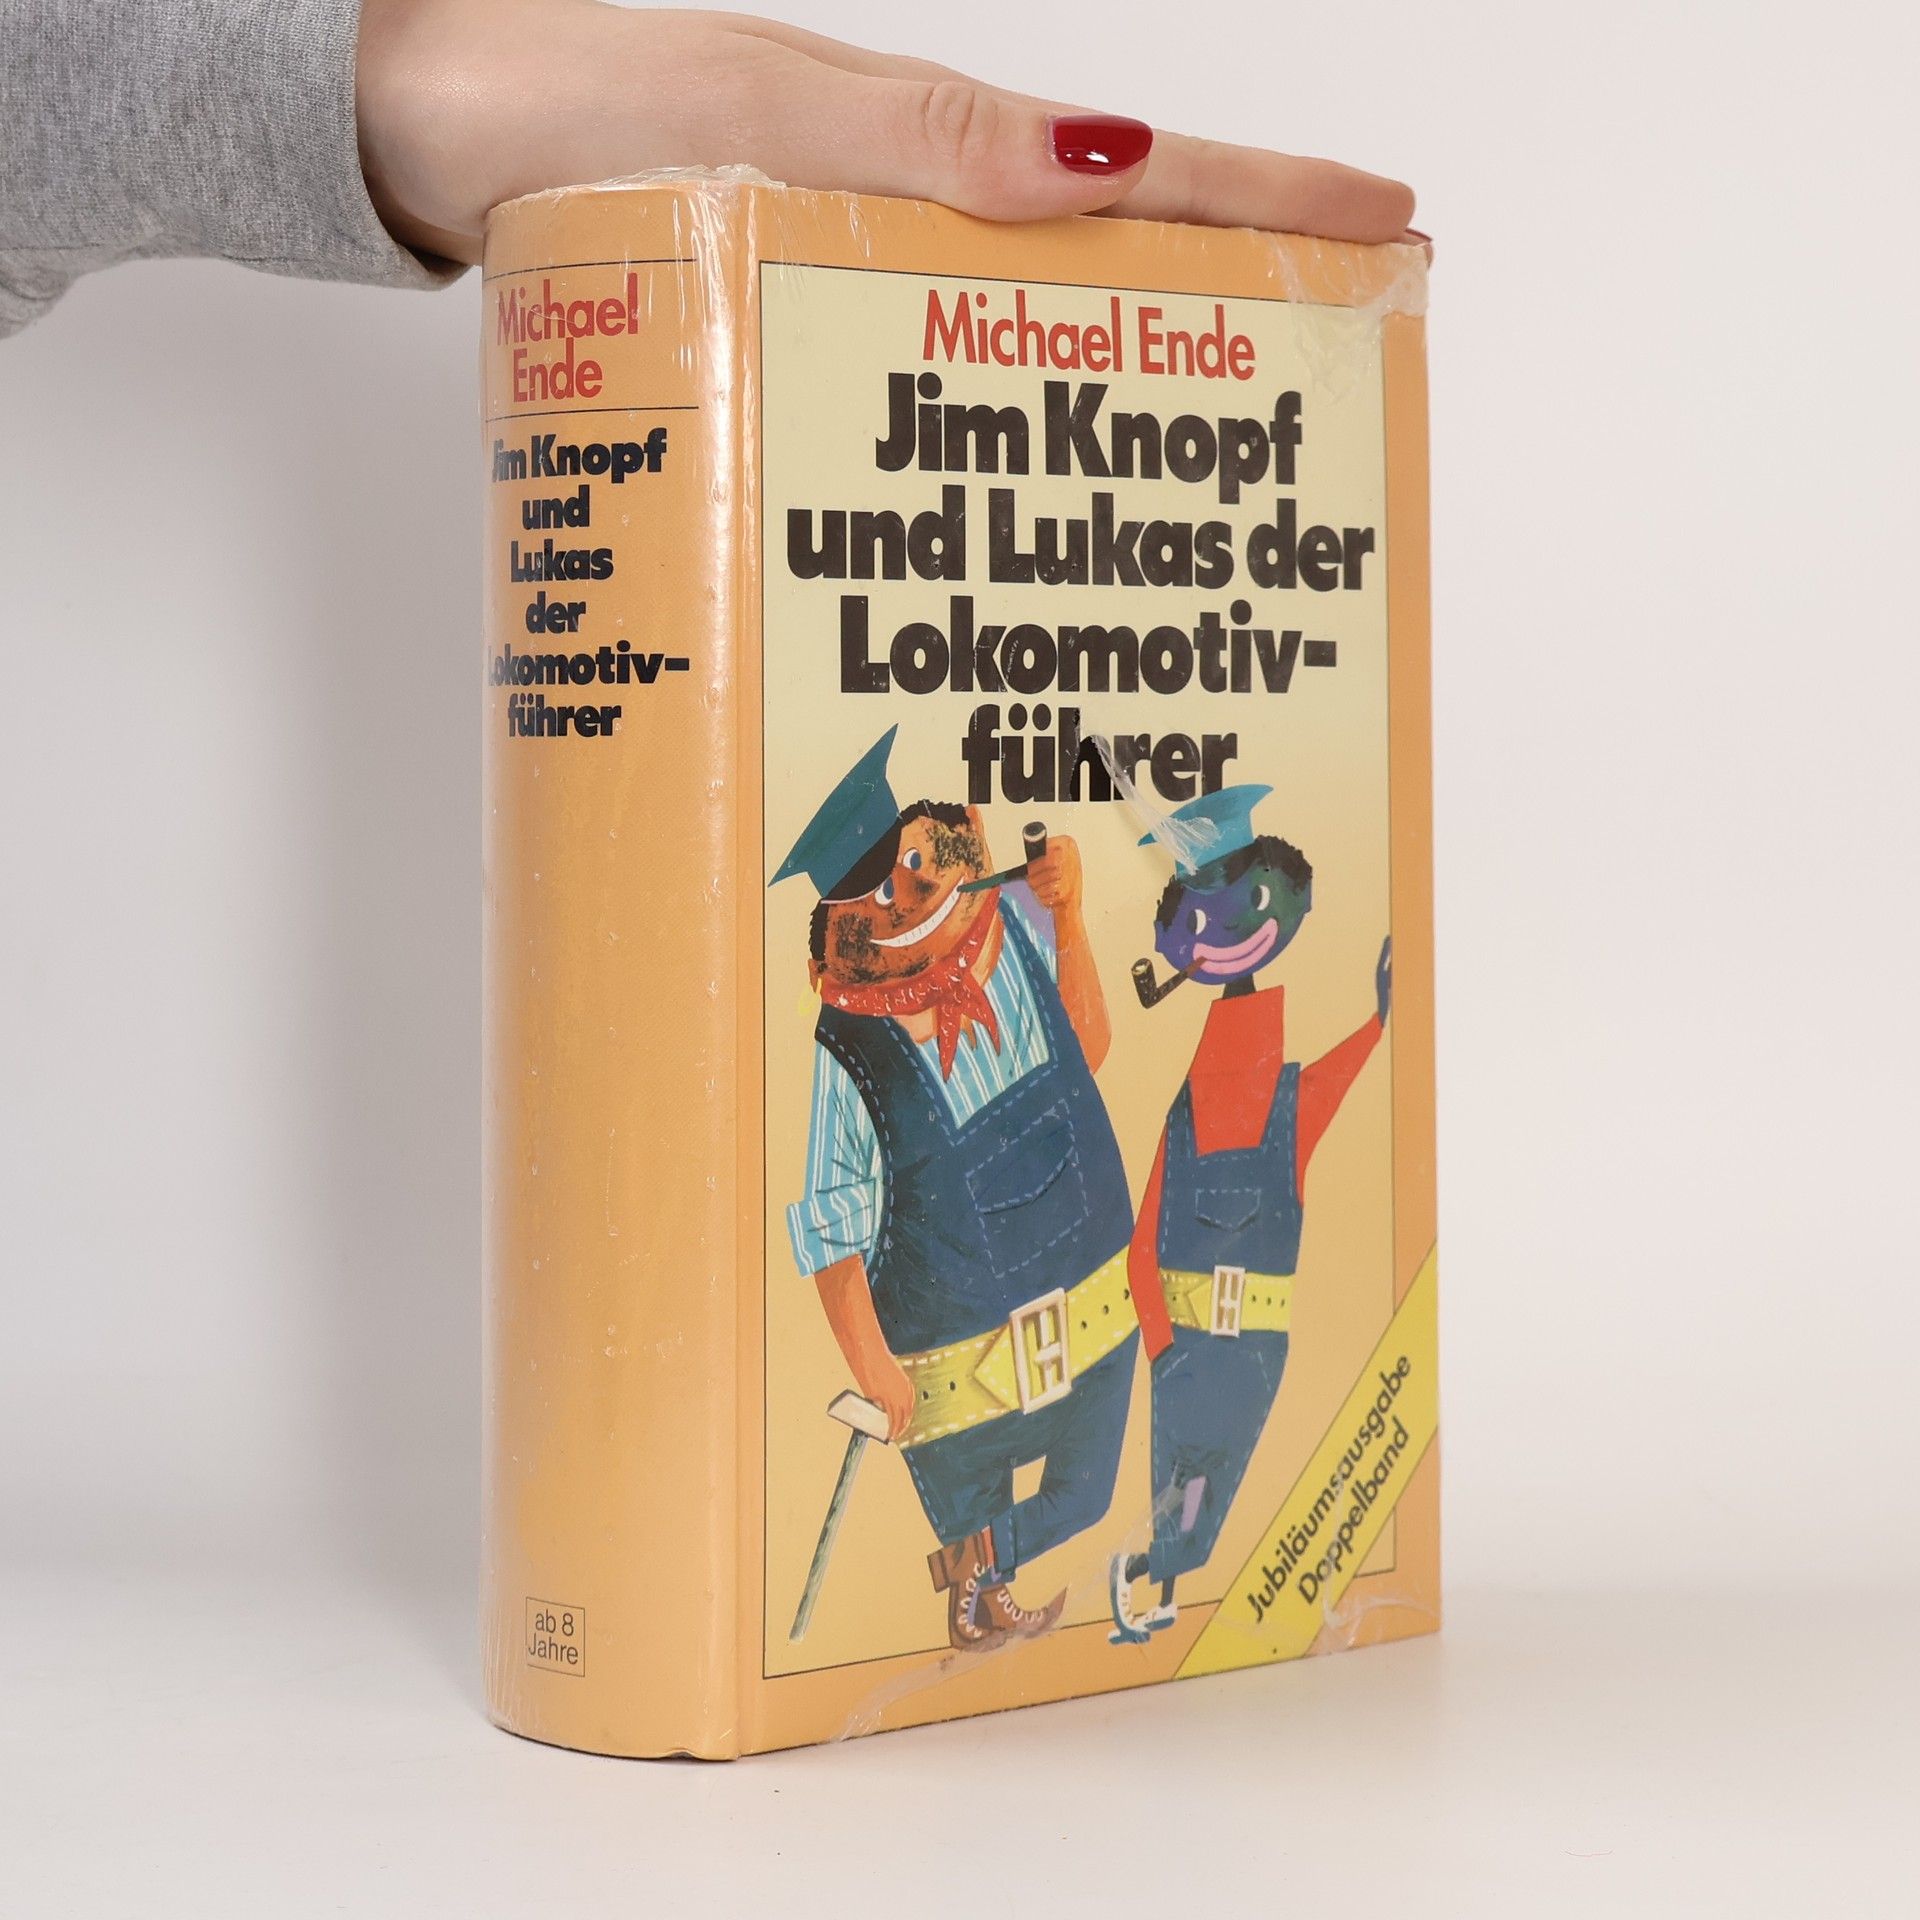 Michael
Ende
Jim Knopf
und
Lukas
der
Lokomotiv-
führer
ab 8
Jahre
Michael Ende
Jim Knopf
und Lukas der
Lokomotiv-
führer
Jubiläumsausgabe
Doppelband